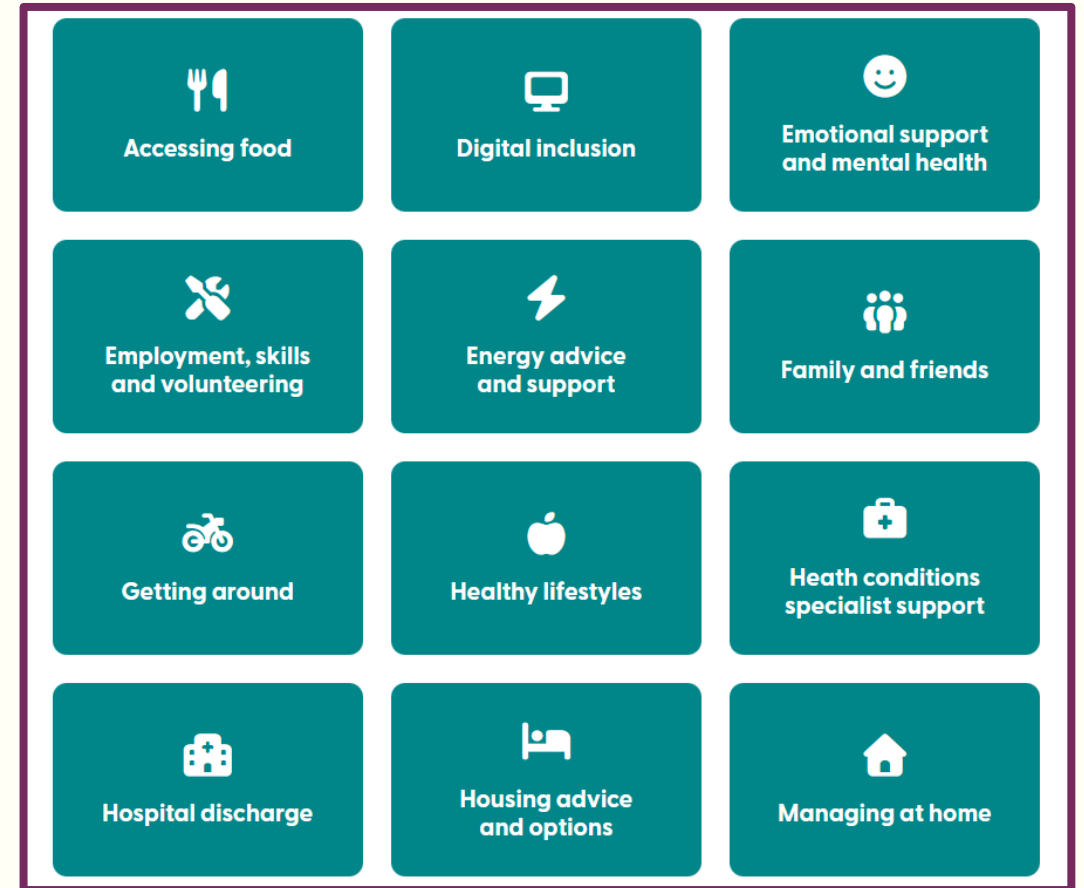 Accessing food
Digital inclusion
Emotional support
and mental health
Employment, skills
and volunteering
Energy advice
and support
Family and friends
Getting around
Healthy lifestyles
Heath conditions
specialist support
Hospital discharge
Housing advice
and options
Managing at home